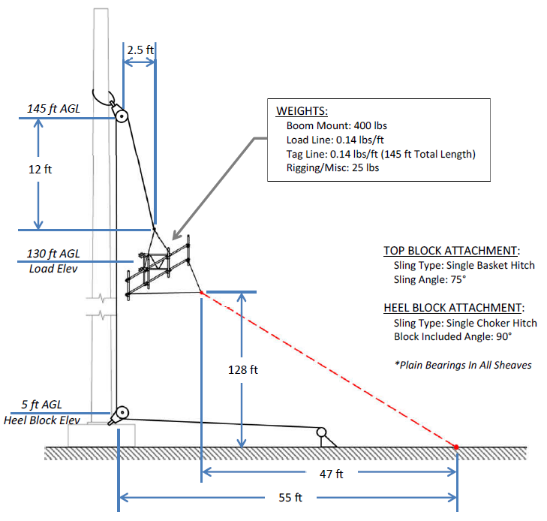 2.5 ft
145 ft AGL
12 ft
130 ft AGL
Load Elev
WEIGHTS:
Boom Mount: 400 lbs
Load Line: 0.14 lbs/ft
Tag Line: 0.14 lbs/ft (145 ft Total Length)
Rigging/Misc: 25 lbs
TOP BLOCK ATTACHMENT:
Sling Type: Single Basket Hitch
Sling Angle: 75°
HEEL BLOCK ATTACHMENT:
Sling Type: Single Choker Hitch
Block Included Angle: 90°
*Plain Bearings In All Sheaves
128 ft
5 ft AGL
Heel Block Elev
47 ft
55 ft